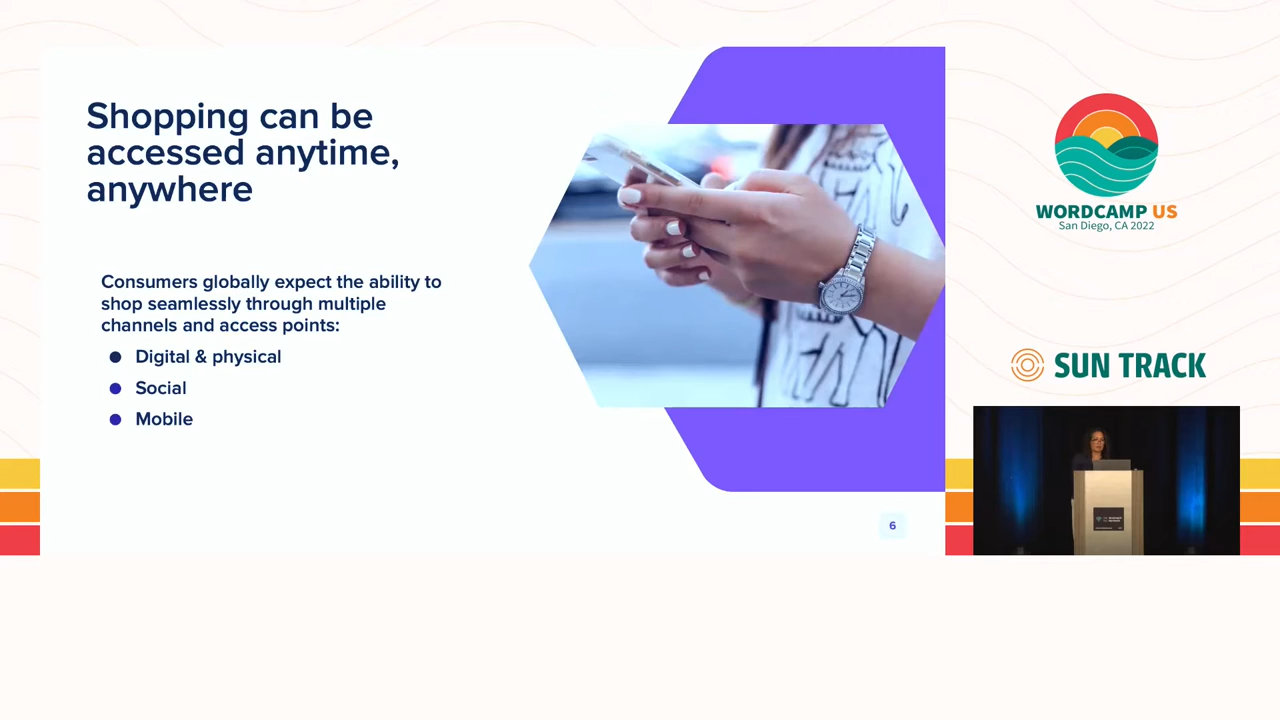 Shopping can be
accessed anytime,
anywhere
Consumers globally expect the ability to
shop seamlessly through multiple
channels and access points:
Digital & physical
Social
Mobile
6
WORDCAMP US
San Diego, CA 2022
SUN TRACK